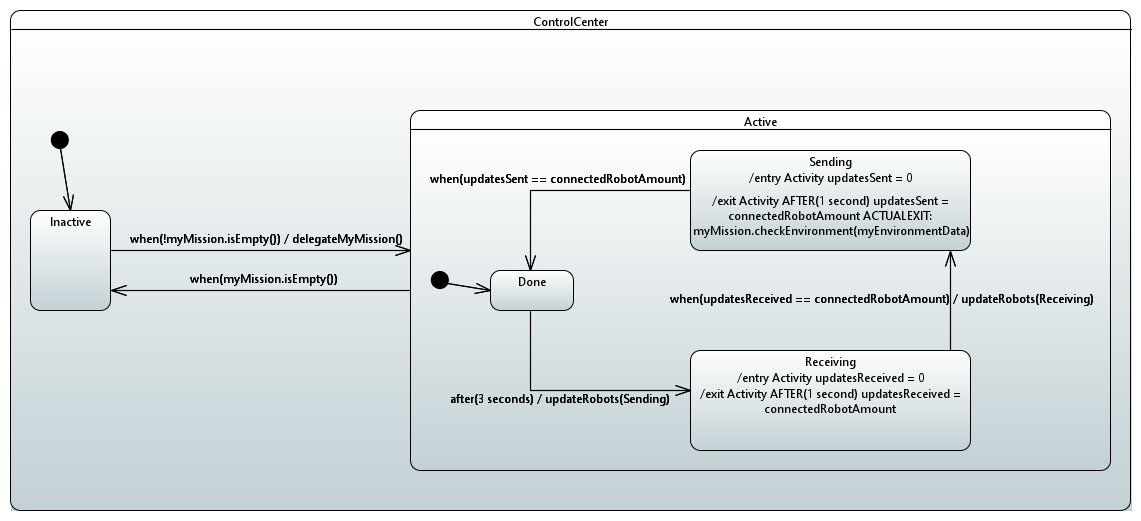 ControlCenter
Active
Inactive
when(!myMission.isEmpty()) / delegateMyMission()
when(myMission.isEmpty())
when(updatesSent == connectedRobotAmount)
Sending
/entry Activity updatesSent = 0
/exit Activity AFTER(1 second) updatesSent =
connectedRobotAmount ACTUALEXIT:
myMission.checkEnvironment(myEnvironmentData)
Done
when(updatesReceived == connectedRobotAmount) / updateRobots(Receiving)
after(3 seconds) / updateRobots(Sending)
Receiving
/entry Activity updatesReceived = 0
/exit Activity AFTER(1 second) updatesReceived =
connectedRobotAmount